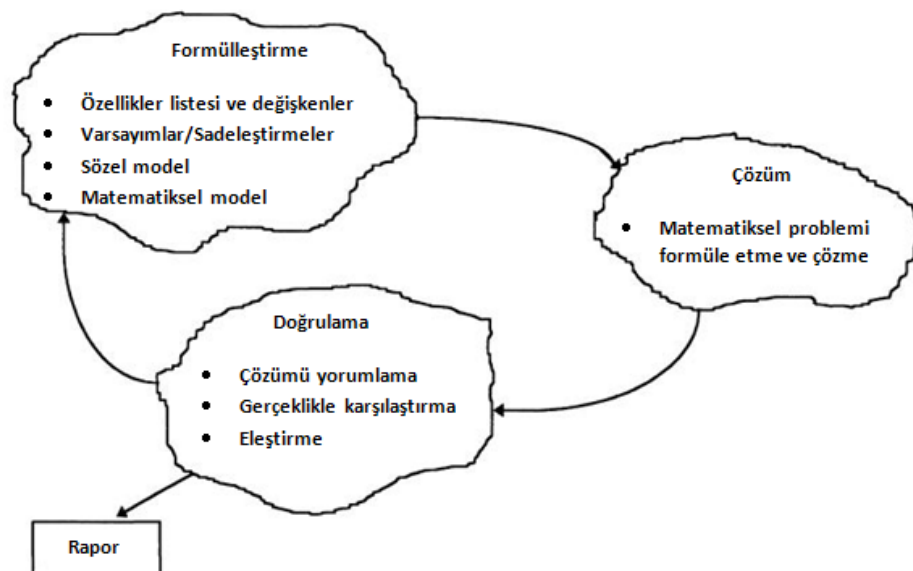 Formülleştirme
• Özellikler listesi ve değişkenler
• Varsayımlar/Sadeleştirmeler
• Sözel model
• Matematiksel model
Çözüm
• Matematiksel problemi
formüle etme ve çözme
Doğrulama
• Çözümü yorumlama
• Gerçeklikle karşılaştırma
• Eleştirme
Rapor